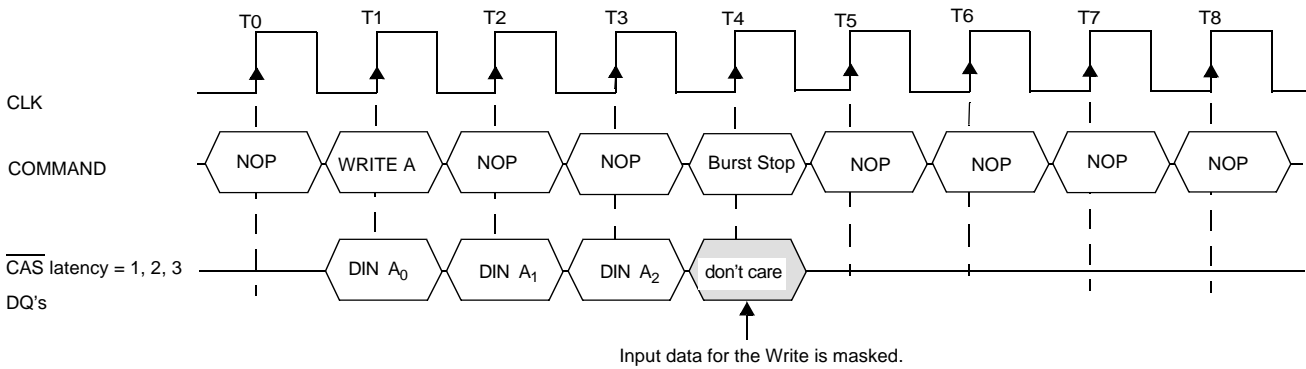 T0 T1 T2 T3 T4 T5 T6 T7 T8
CLK
COMMAND NOP WRITE A NOP NOP Burst Stop NOP NOP NOP NOP
CAS latency = 1, 2, 3 DIN A0 DIN A1 DIN A2 don't care
DQ's
Input data for the Write is masked.